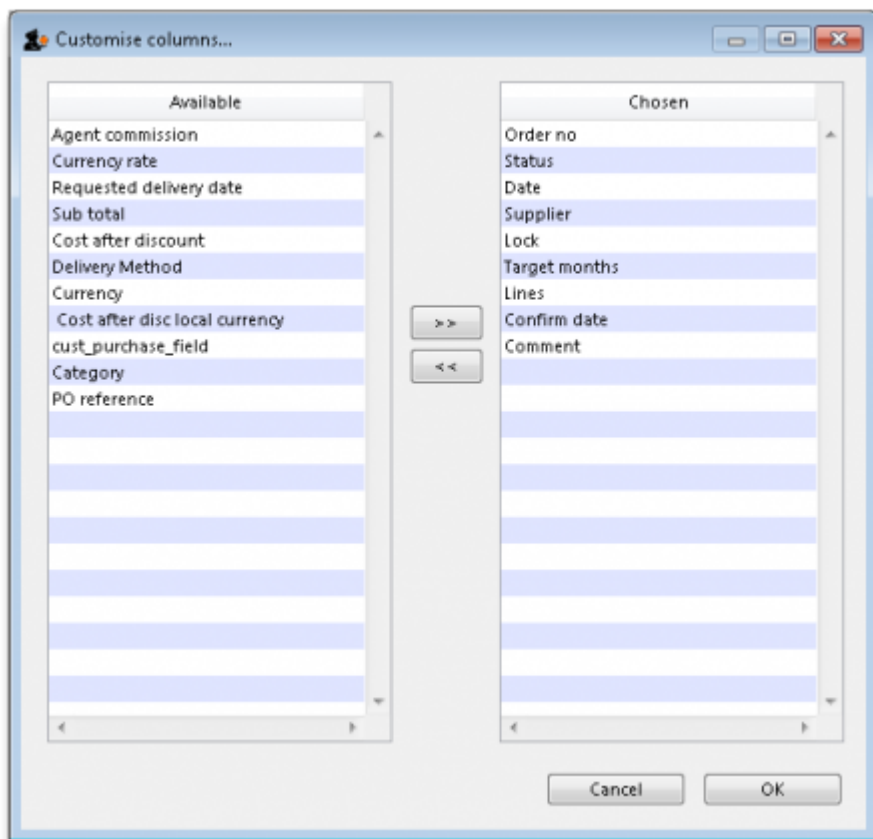 Customise columns...
Available
Agent commission
Currency rate
Requested delivery date
Sub total
Cost after discount
Delivery Method
Currency
Cost after disc local currency
cust_purchase_field
Category
PO reference
>>
<<
Chosen
Order no
Status
Date
Supplier
Lock
Target months
Lines
Confirm date
Comment
Cancel
OK